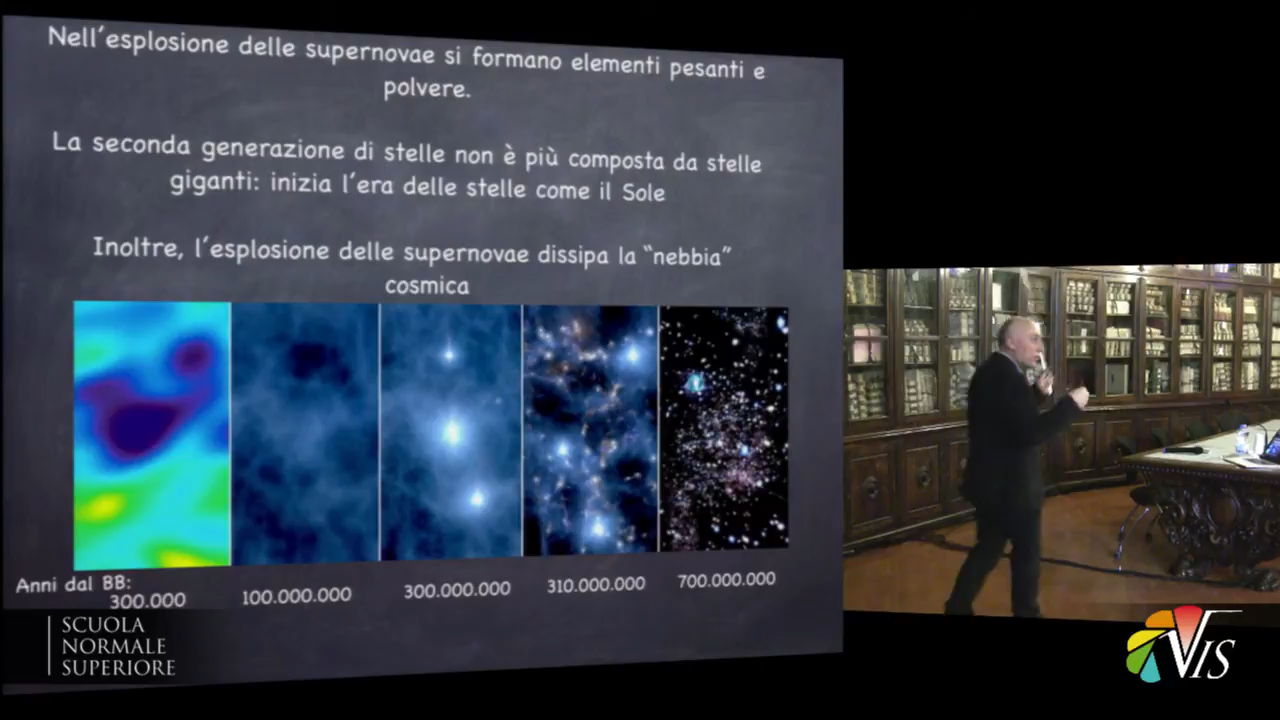 Nell'esplosione delle supernovae si formano elementi pesanti e
polvere.
La seconda generazione di stelle non è più composta da stelle
giganti: inizia l'era delle stelle come il Sole
Inoltre, l'esplosione delle supernovae dissipa la “nebbia”
cosmica
Anni dal BB:
300.000
100.000.000
300.000.000
310.000.000
700.000.000
SCUOLA
NORMALE
SUPERIORE
VIS